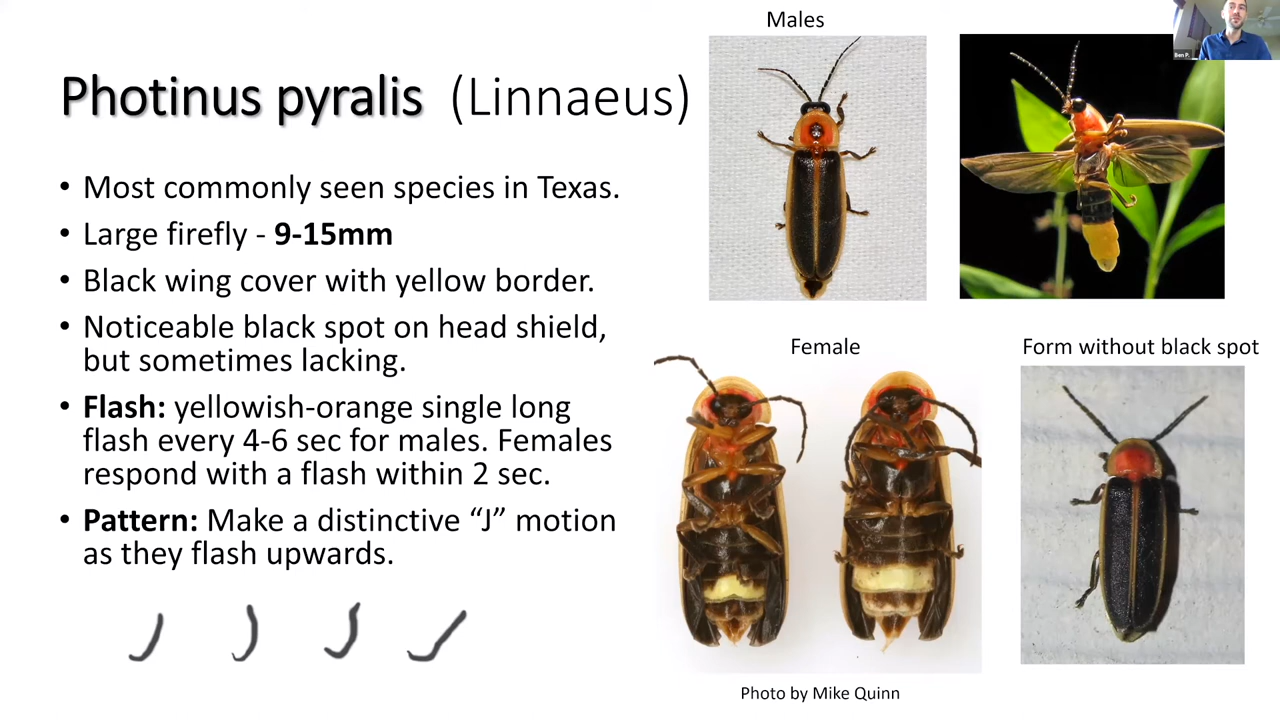 Photinus pyralis (Linnaeus)
• Most commonly seen species in Texas.
• Large firefly - 9-15mm
• Black wing cover with yellow border.
• Noticeable black spot on head shield,
but sometimes lacking.
• Flash: yellowish-orange single long
flash every 4-6 sec for males. Females
respond with a flash within 2 sec.
• Pattern: Make a distinctive “J” motion
as they flash upwards.
Males
Ben P.
Female
Form without black spot
Photo by Mike Quinn